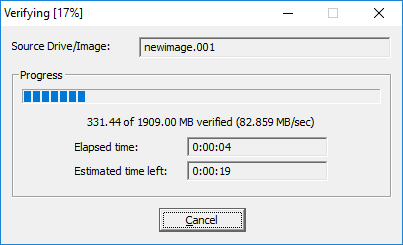 Verifying [17%]
Source Drive/Image: newimage.001
Progress
331.44 of 1909.00 MB verified (82.859 MB/sec)
Elapsed time: 0:00:04
Estimated time left: 0:00:19
Cancel